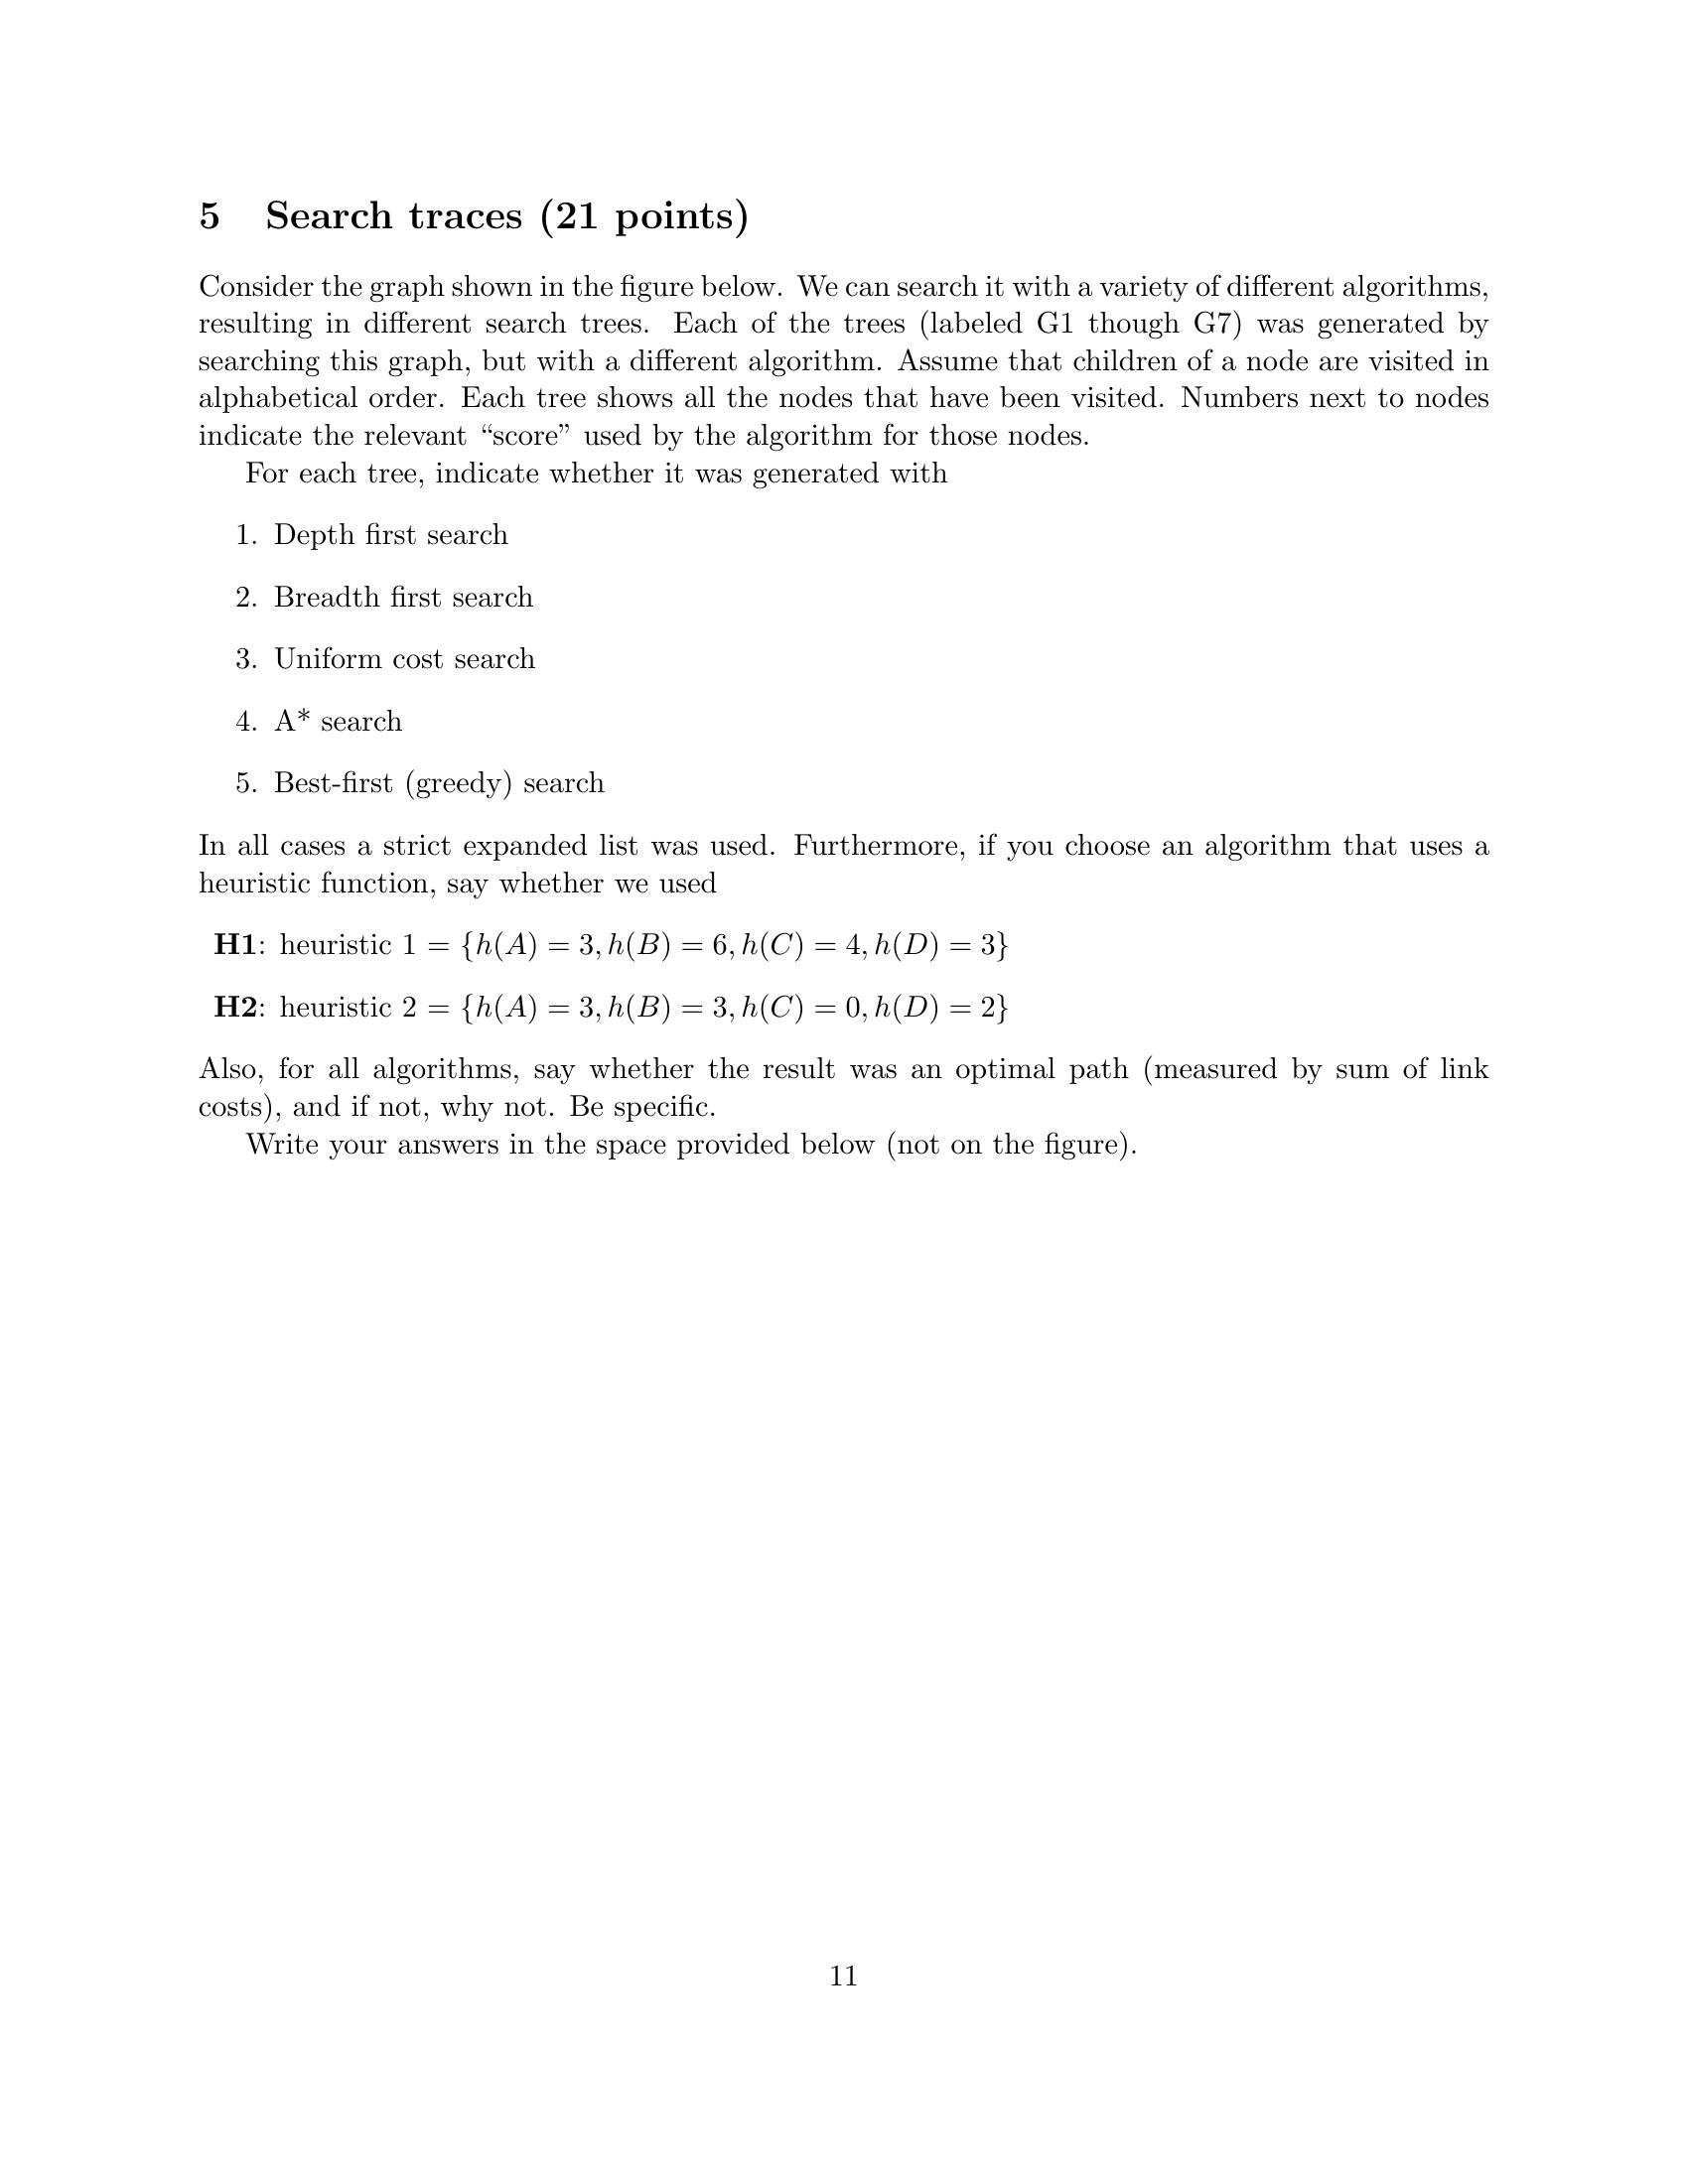 5 Search traces (21 points)
Consider the graph shown in the figure below. We can search it with a variety of different algorithms,
resulting in different search trees. Each of the trees (labeled G1 though G7) was generated by
searching this graph, but with a different algorithm. Assume that children of a node are visited in
alphabetical order. Each tree shows all the nodes that have been visited. Numbers next to nodes
indicate the relevant “score” used by the algorithm for those nodes.
For each tree, indicate whether it was generated with
1. Depth first search
2. Breadth first search
3. Uniform cost search
4. A* search
5. Best-first (greedy) search
In all cases a strict expanded list was used. Furthermore, if you choose an algorithm that uses a
heuristic function, say whether we used
H1: heuristic 1 = {h(A) = 3, h(B) = 6, h(C) = 4, h(D) = 3}
H2: heuristic 2 = {h(A) = 3, h(B) = 3, h(C) = 0, h(D) = 2}
Also, for all algorithms, say whether the result was an optimal path (measured by sum of link
costs), and if not, why not. Be specific.
Write your answers in the space provided below (not on the figure).
11